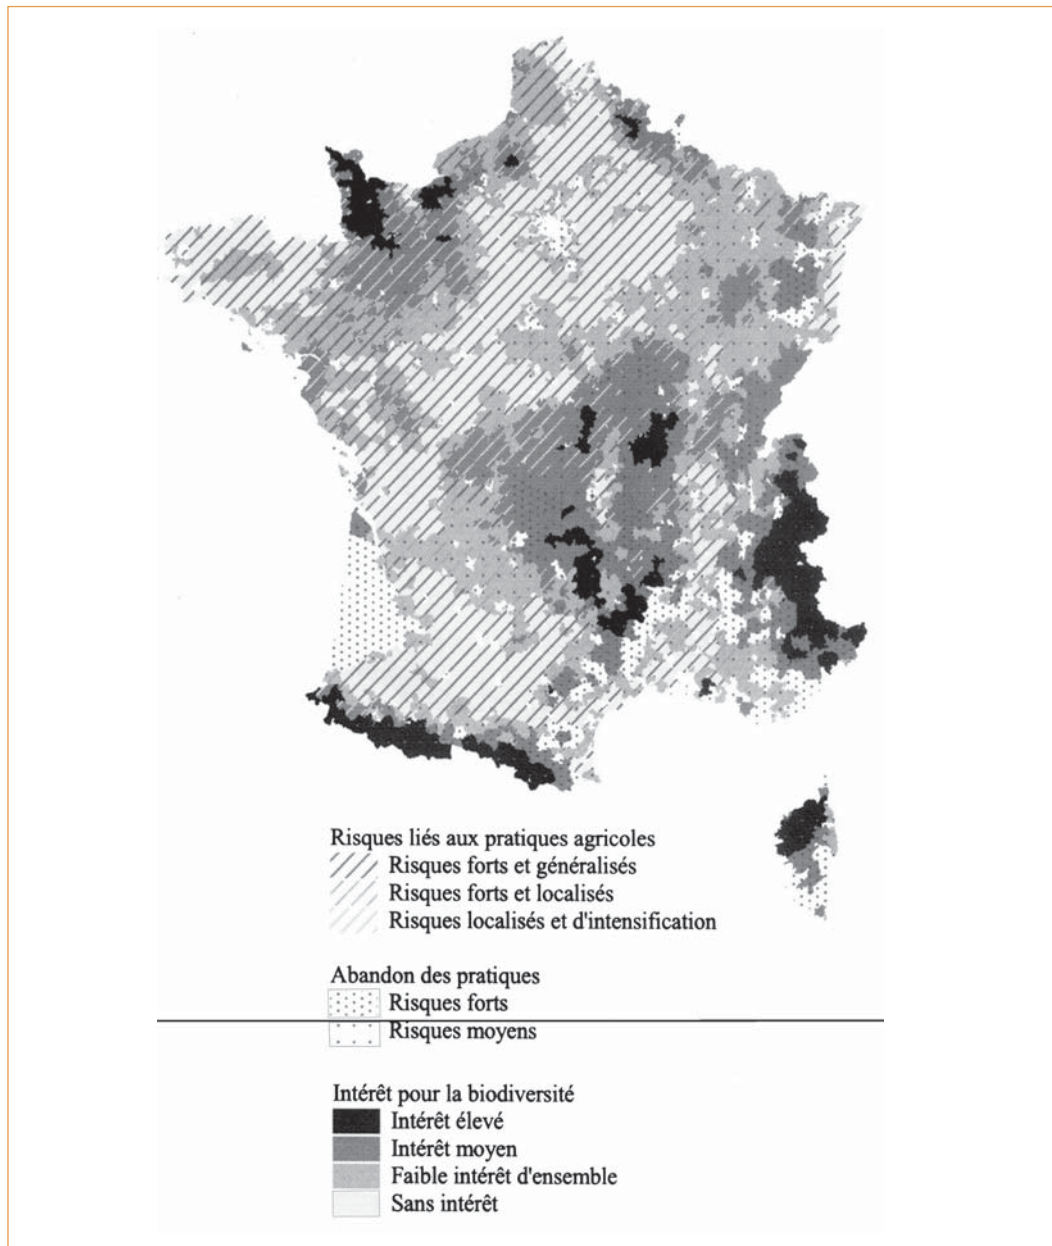 Risques liés aux pratiques agricoles
Risques forts et généralisés
Risques forts et localisés
Risques localisés et d'intensification
Abandon des pratiques
Risques forts
Risques moyens
Intérêt pour la biodiversité
Intérêt élevé
Intérêt moyen
Faible intérêt d'ensemble
Sans intérêt